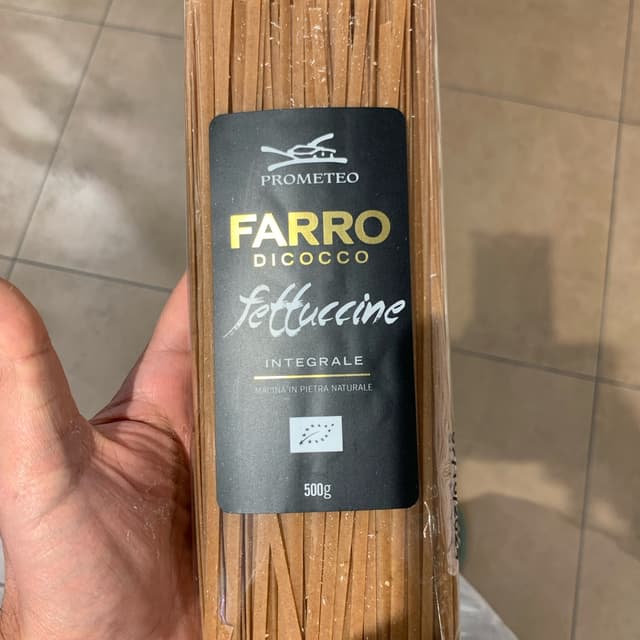 PROMETEO
FARRO
DICOCCO
fettuccine
INTEGRALE
MACINA IN PIETRA NATURALE
500g